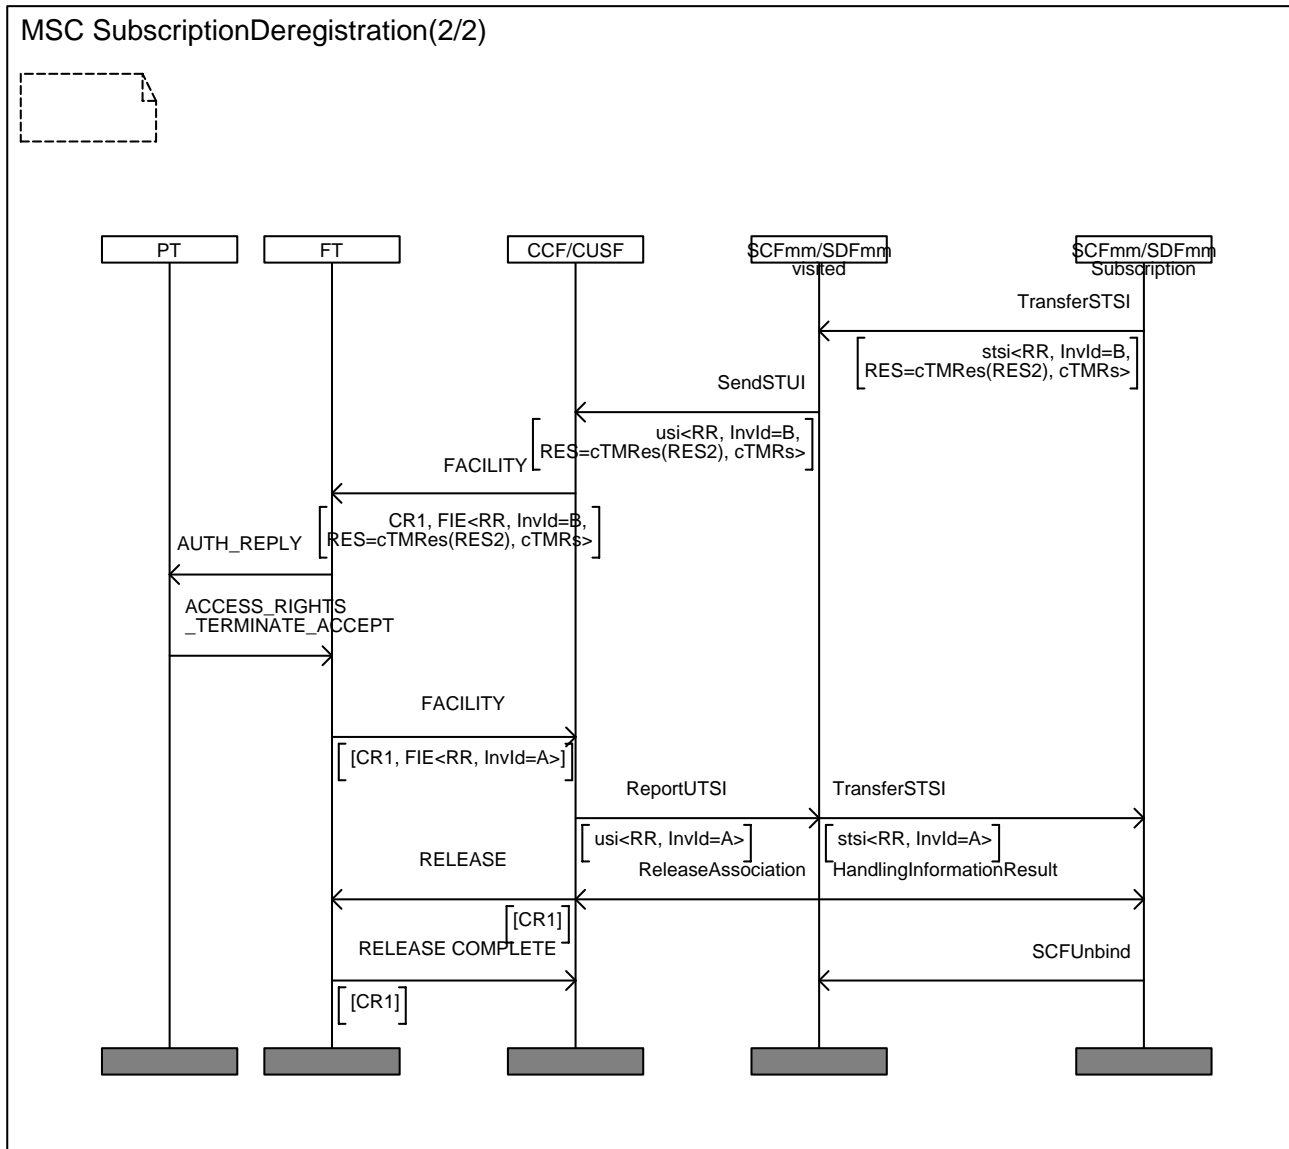 MSC SubscriptionDeregistration(2/2)
PT
FT
CCF/CUSF
SCFmm/SDFmm
visited
SCFmm/SDFmm
Subscription
TransferSTSI
stsi<RR, InvId=B,
RES=cTMRes(RES2), cTMRs>
SendSTUI
usi<RR, InvId=B,
RES=cTMRes(RES2), cTMRs>
FACILITY
CR1, FIE<RR, InvId=B,
RES=cTMRes(RES2), cTMRs>
AUTH_REPLY
ACCESS_RIGHTS
_TERMINATE_ACCEPT
FACILITY
[CR1, FIE<RR, InvId=A>]
ReportUTSI
TransferSTSI
usi<RR, InvId=A>
stsi<RR, InvId=A>
RELEASE
ReleaseAssociation
HandlingInformationResult
[CR1]
RELEASE COMPLETE
SCFUnbind
[CR1]